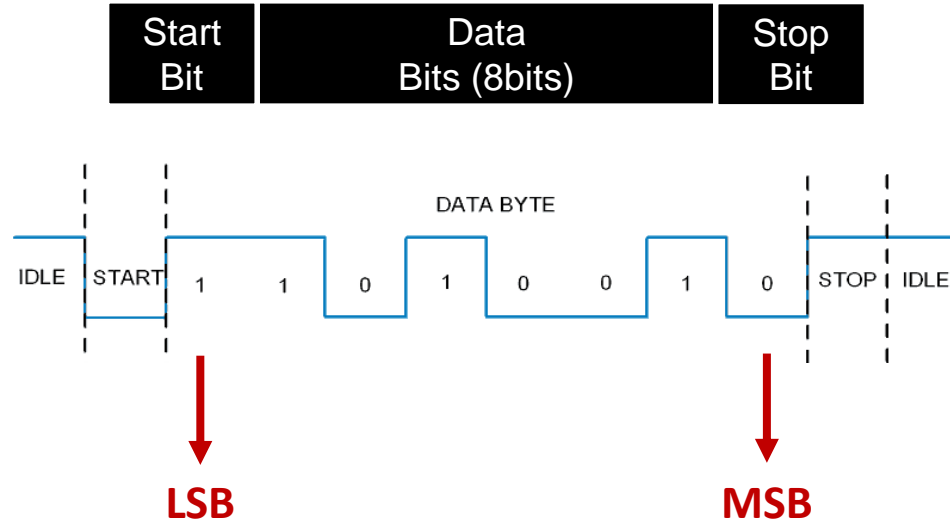 Start
Bit
Data
Bits (8bits)
Stop
Bit
DATA BYTE
IDLE START 1 1 0 1 0 0 1 0 STOP IDLE
LSB MSB